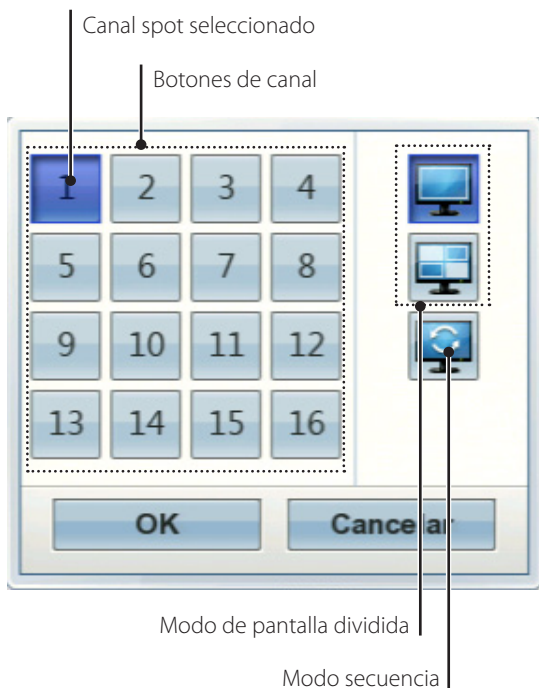 Canal spot seleccionado
Botones de canal
1 2 3 4
5 6 7 8
9 10 11 12
13 14 15 16
OK Cancelar
Modo de pantalla dividida
Modo secuencia